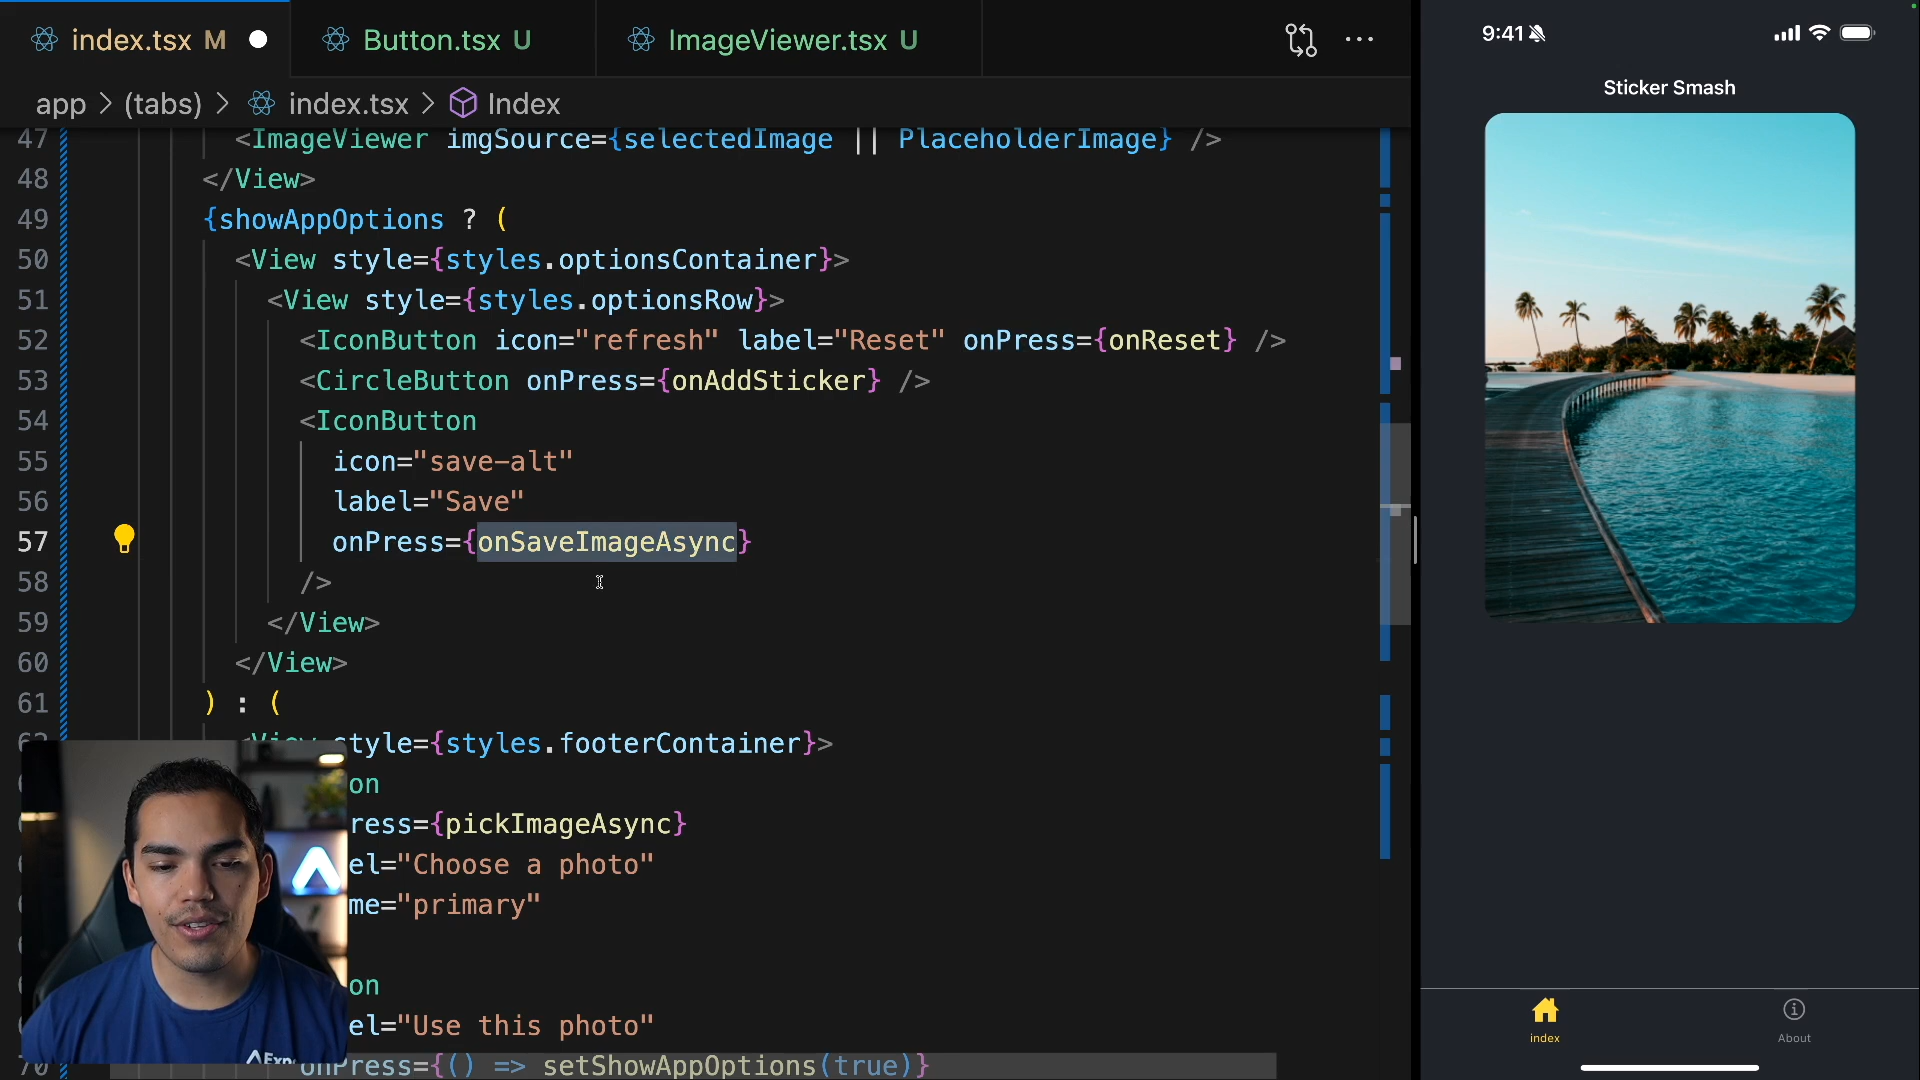 index.tsx M
Button.tsx U
ImageViewer.tsx U
app > (tabs) > index.tsx > Index
47 <ImageViewer imgSource={selectedImage || PlaceholderImage} />
48 </View>
49 {showAppOptions ? (
50 <View style={styles.optionsContainer}>
51 <View style={styles.optionsRow}>
52 <IconButton icon="refresh" label="Reset" onPress={onReset} />
53 <CircleButton onPress={onAddSticker} />
54 <IconButton
55 icon="save-alt"
56 label="Save"
57 onPress={onSaveImageAsync}
58 />
59 </View>
60 </View>
61 ) : (
<View style={styles.footerContainer}>
on
ress={pickImageAsync}
el="Choose a photo"
me="primary"
on
el="Use this photo"
70 onPress={() => setShowAppOptions(true)}
9:41
Sticker Smash
index
About